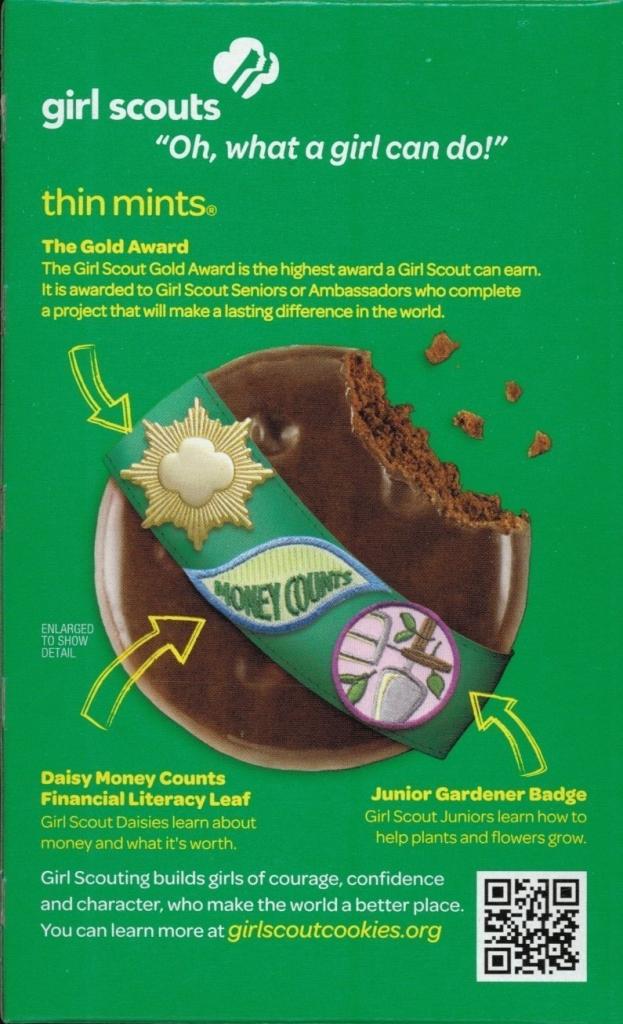 girl scouts
“Oh, what a girl can do!”
thin mints®
The Gold Award
The Girl Scout Gold Award is the highest award a Girl Scout can earn.
It is awarded to Girl Scout Seniors or Ambassadors who complete
a project that will make a lasting difference in the world.
MONEY COUNTS
ENLARGED
TO SHOW
DETAIL
Daisy Money Counts
Financial Literacy Leaf
Girl Scout Daisies learn about
money and what it's worth.
Junior Gardener Badge
Girl Scout Juniors learn how to
help plants and flowers grow.
Girl Scouting builds girls of courage, confidence
and character, who make the world a better place.
You can learn more at girlscoutcookies.org